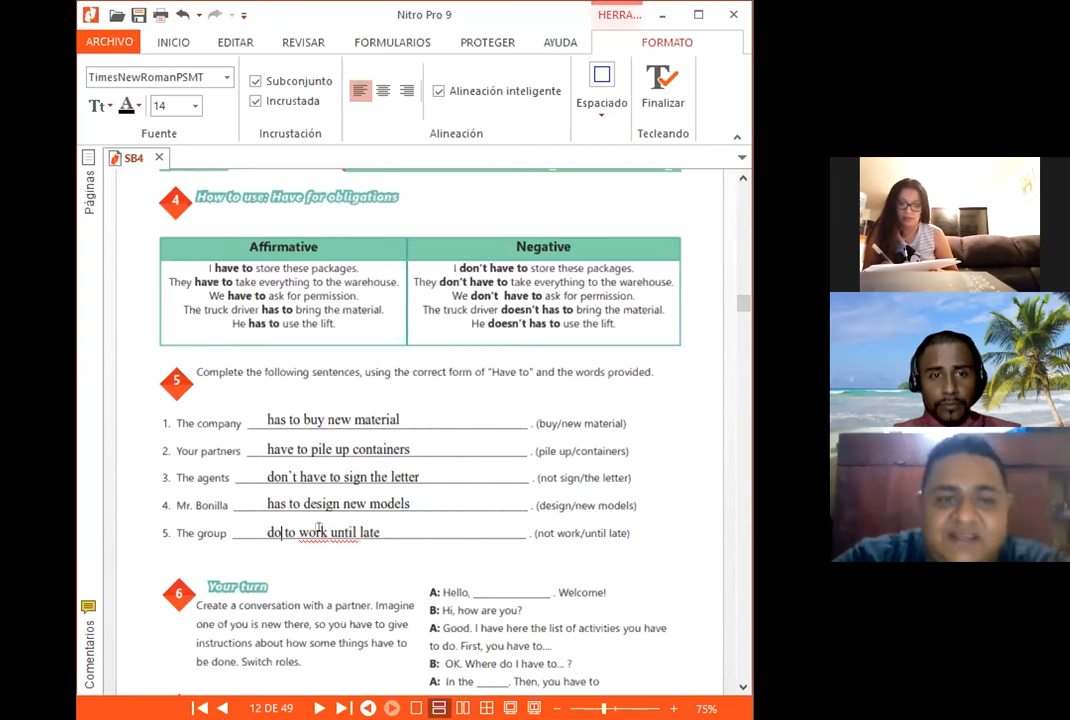 Nitro Pro 9
HERRA...
ARCHIVO INICIO EDITAR REVISAR FORMULARIOS PROTEGER AYUDA FORMATO
TimesNewRomanPSMT
Tt A 14
Fuente
Subconjunto
Incrustada
Incrustación
Alineación inteligente
Alineación
Espaciado
Finalizar
Tecleando
SB4
Páginas
Comentarios
4 How to use: Have for obligations
Affirmative
I have to store these packages.
They have to take everything to the warehouse.
We have to ask for permission.
The truck driver has to bring the material.
He has to use the lift.
Negative
I don't have to store these packages.
They don't have to take everything to the warehouse.
We don't have to ask for permission.
The truck driver doesn't has to bring the material.
He doesn't has to use the lift.
5 Complete the following sentences, using the correct form of "Have to" and the words provided.
1. The company has to buy new material . (buy/new material)
2. Your partners have to pile up containers . (pile up/containers)
3. The agents don`t have to sign the letter . (not sign/the letter)
4. Mr. Bonilla has to design new models . (design/new models)
5. The group do to work until late . (not work/until late)
6 Your turn
Create a conversation with a partner. Imagine
one of you is new there, so you have to give
instructions about how some things have to
be done. Switch roles.
A: Hello, ____________ . Welcome!
B: Hi, how are you?
A: Good. I have here the list of activities you have
to do. First, you have to....
B: OK. Where do I have to... ?
A: In the _____. Then, you have to
12 DE 49
75%